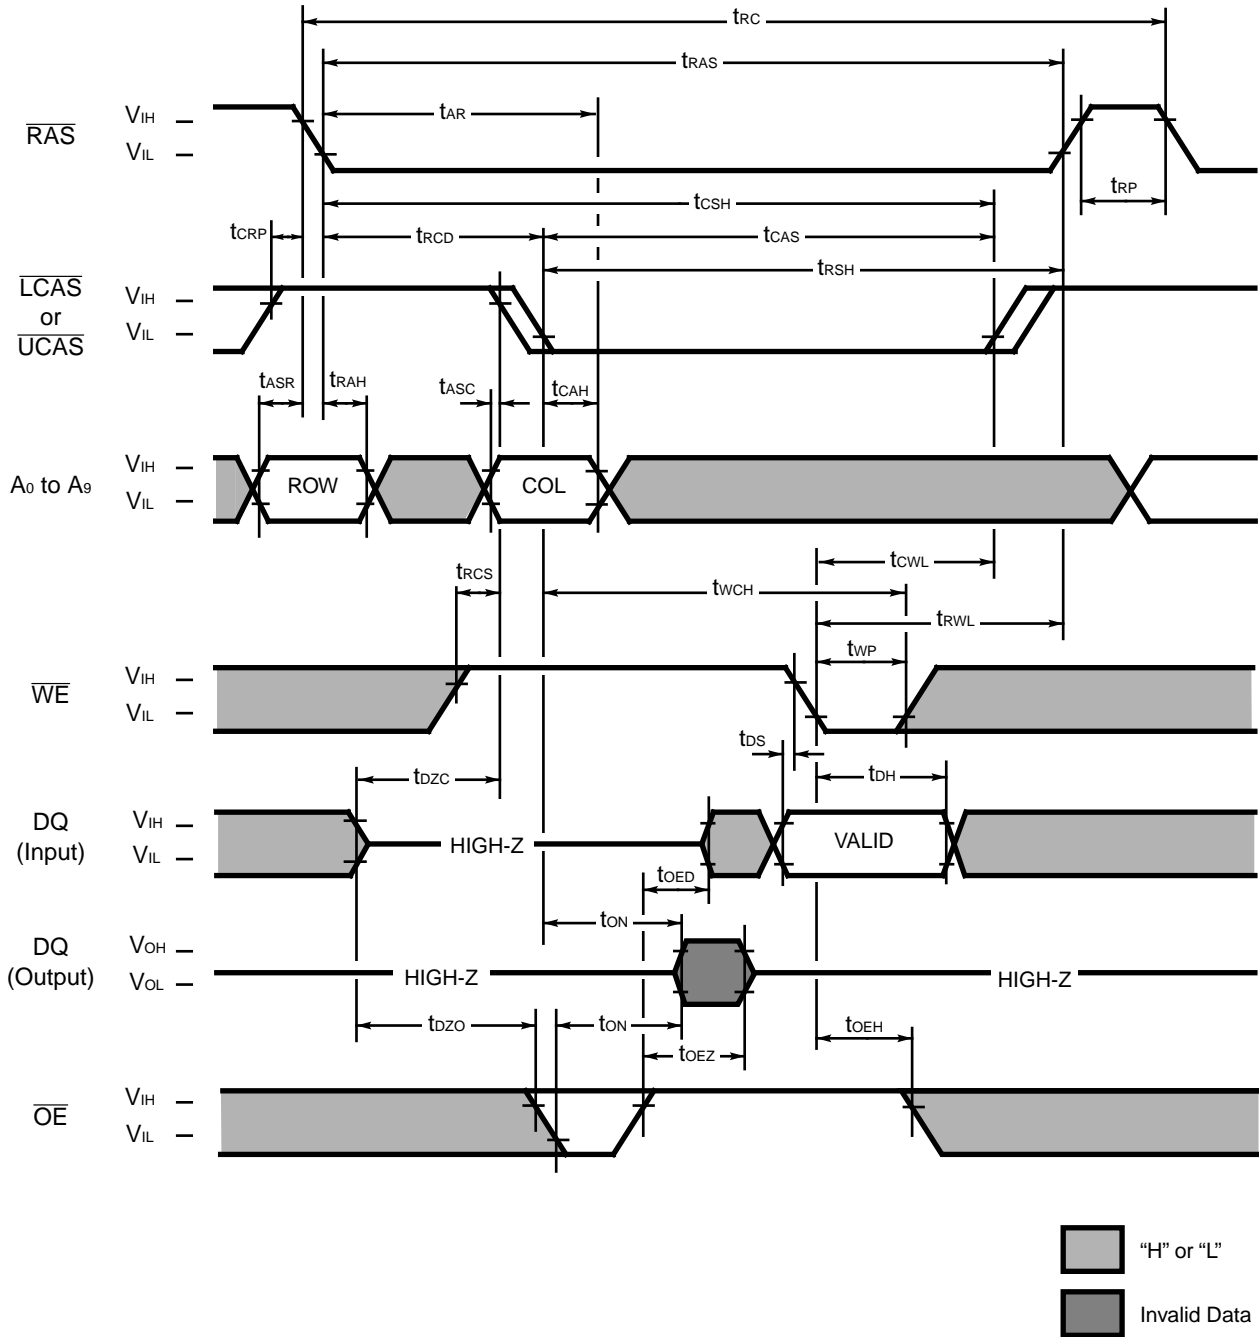 tRC
tRAS
tAR
RAS
VIH
VIL
tRP
tCSH
tCRP
tRCD
tCAS
tRSH
LCAS
or
UCAS
VIH
VIL
tASR
tRAH
tASC
tCAH
A0 to A9
VIH
VIL
ROW
COL
tCWL
tRCS
tWCH
tRWL
tWP
WE
VIH
VIL
tDS
tDZC
tDH
DQ
(Input)
VIH
VIL
HIGH-Z
VALID
tOED
tON
DQ
(Output)
VOH
VOL
HIGH-Z
HIGH-Z
tDZO
tON
tOEZ
tOEH
OE
VIH
VIL
“H” or “L”
Invalid Data